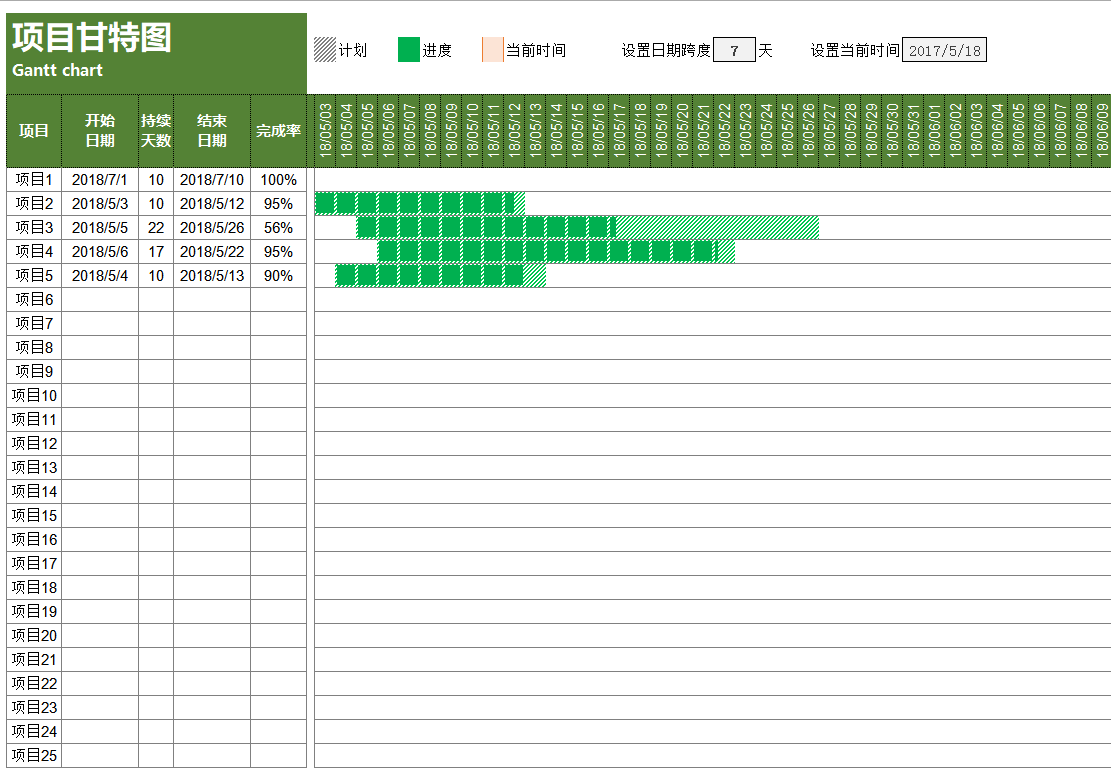 项目甘特图
Gantt chart
计划 进度 当前时间 设置日期跨度 7 天 设置当前时间 2017/5/18
项目 开始日期 持续天数 结束日期 完成率 18/05/03 18/05/04 18/05/05 18/05/06 18/05/07 18/05/08 18/05/09 18/05/10 18/05/11 18/05/12 18/05/13 18/05/14 18/05/15 18/05/16 18/05/17 18/05/18 18/05/19 18/05/20 18/05/21 18/05/22 18/05/23 18/05/24 18/05/25 18/05/26 18/05/27 18/05/28 18/05/29 18/05/30 18/05/31 18/06/01 18/06/02 18/06/03 18/06/04 18/06/05 18/06/06 18/06/07 18/06/08 18/06/09
项目1 2018/7/1 10 2018/7/10 100%
项目2 2018/5/3 10 2018/5/12 95%
项目3 2018/5/5 22 2018/5/26 56%
项目4 2018/5/6 17 2018/5/22 95%
项目5 2018/5/4 10 2018/5/13 90%
项目6
项目7
项目8
项目9
项目10
项目11
项目12
项目13
项目14
项目15
项目16
项目17
项目18
项目19
项目20
项目21
项目22
项目23
项目24
项目25